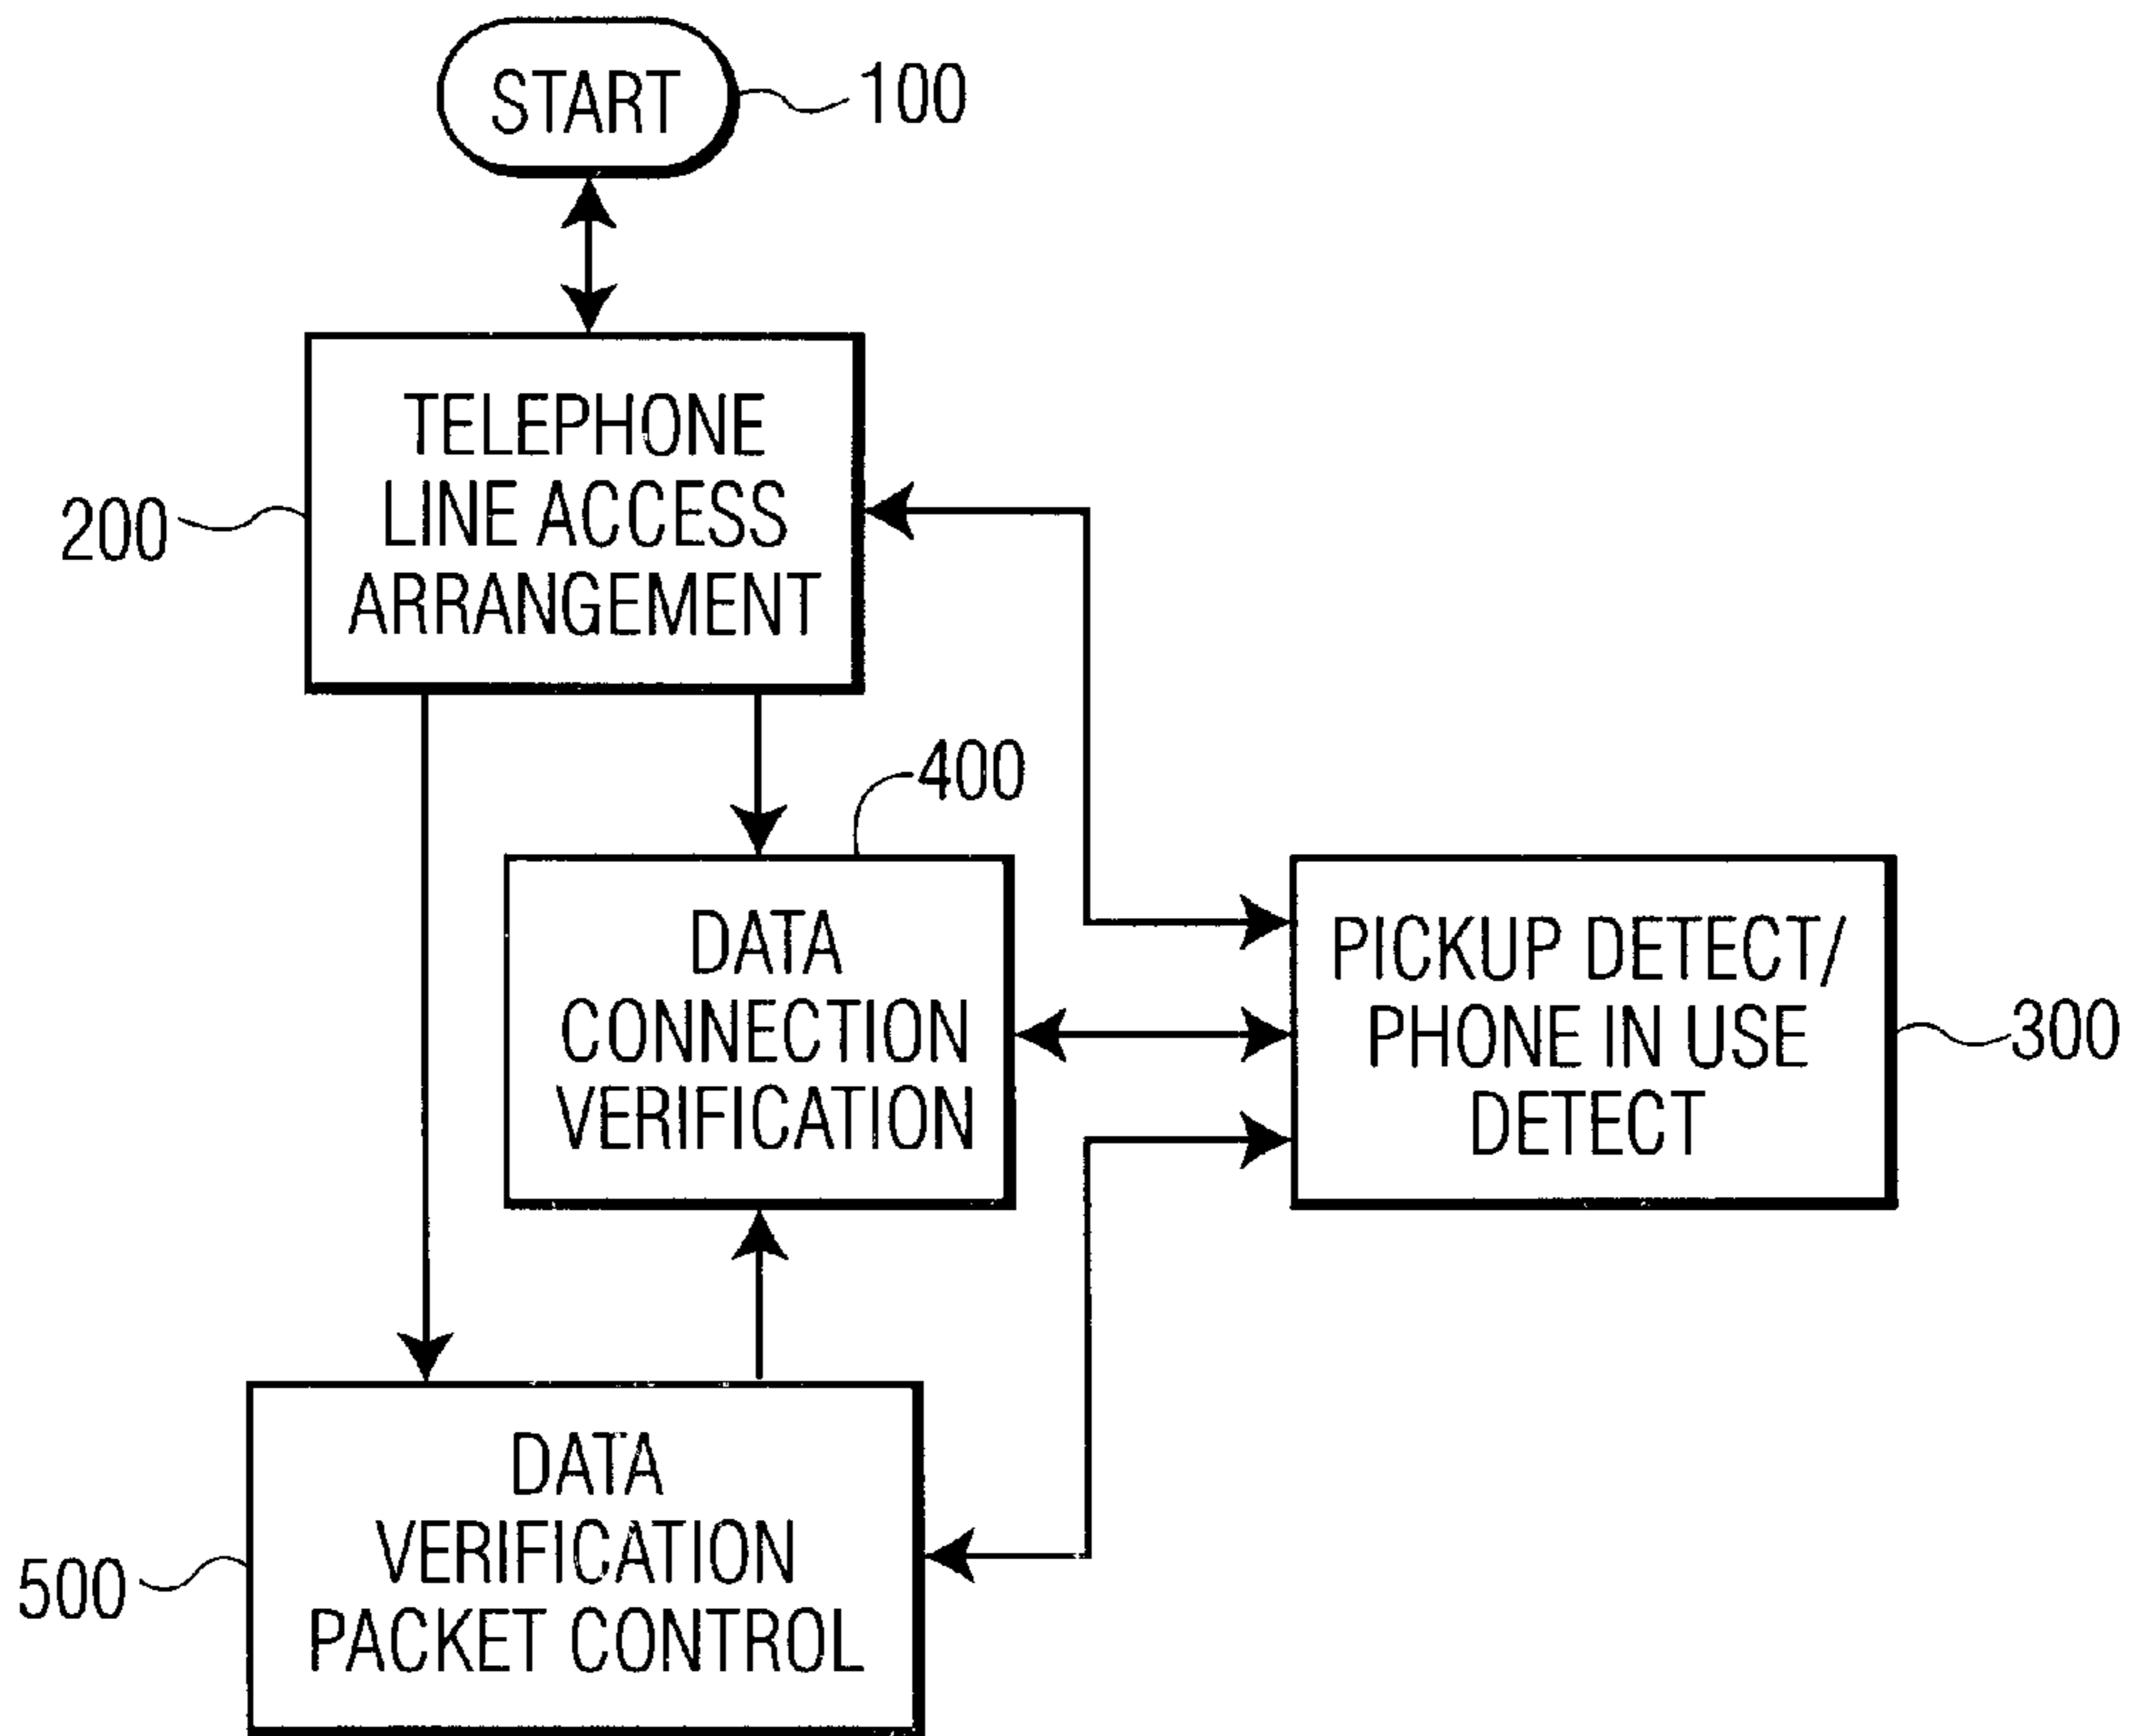 START
100
TELEPHONE
LINE ACCESS
ARRANGEMENT
200
400
DATA
CONNECTION
VERIFICATION
PICKUP DETECT/
PHONE IN USE
DETECT
300
DATA
VERIFICATION
PACKET CONTROL
500